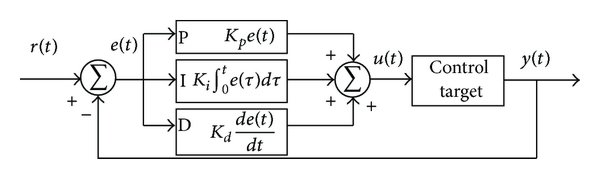 r(t)
e(t)
P K_p e(t)
I K_i ∫_0^t e(τ)dτ
D K_d de(t)/dt
∑
+
−
+
+
+
∑
u(t)
Control
target
y(t)